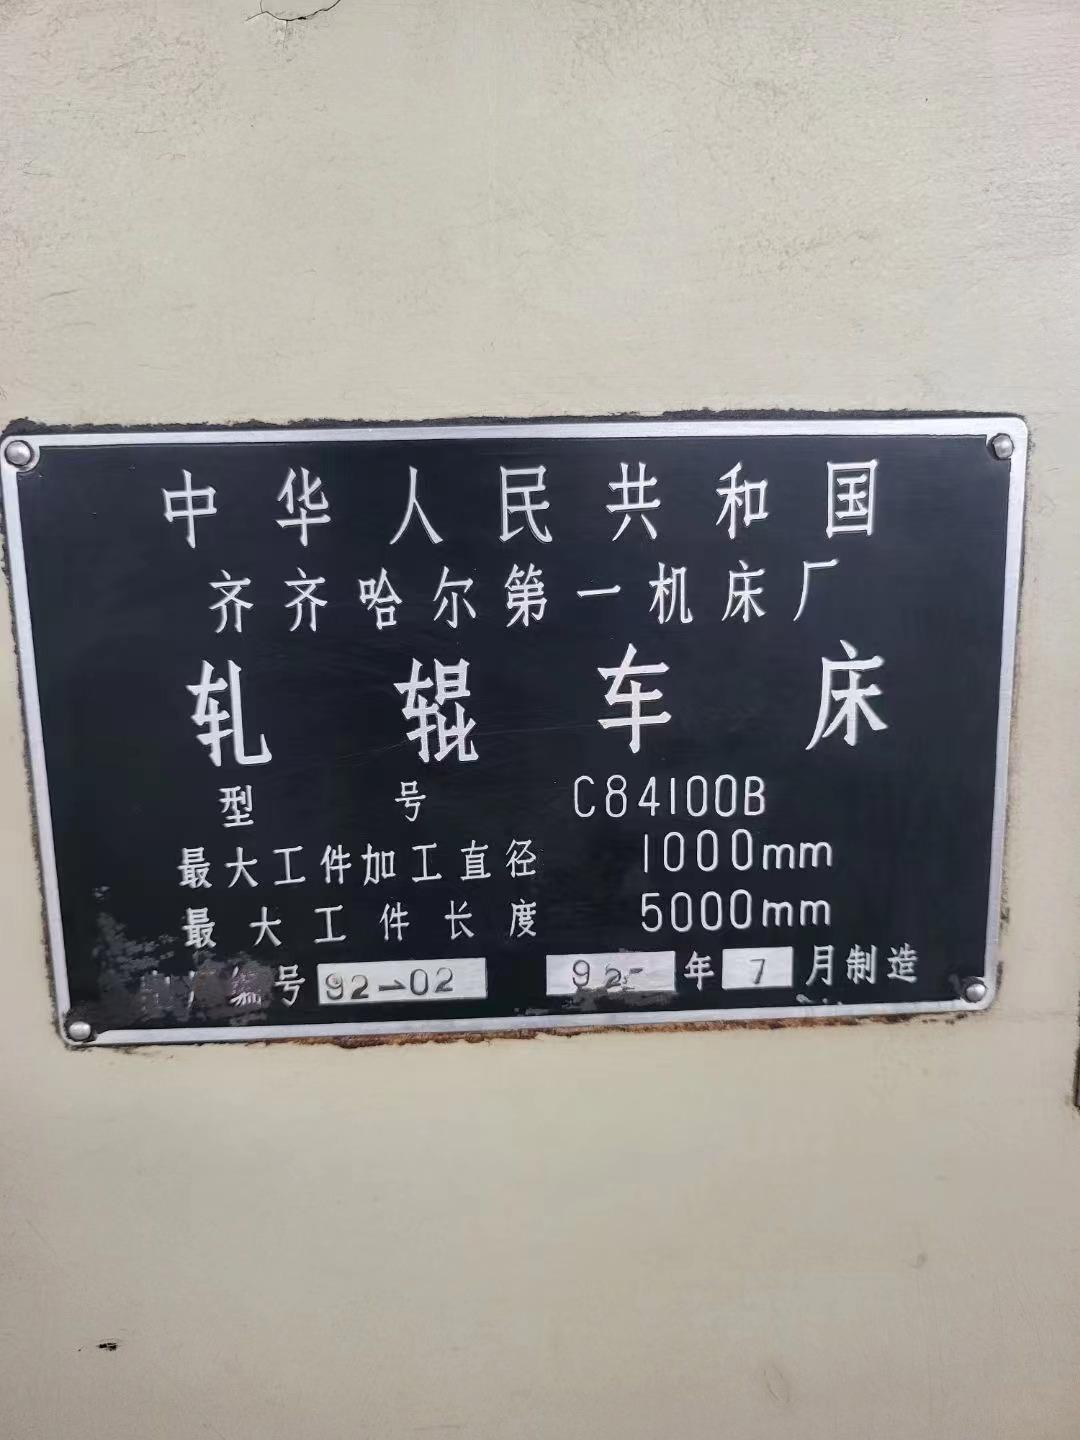 中华人民共和国
齐齐哈尔第一机床厂
轧辊车床
型号 C84100B
最大工件加工直径 1000mm
最大工件长度 5000mm
编号 92-02 92年7月制造